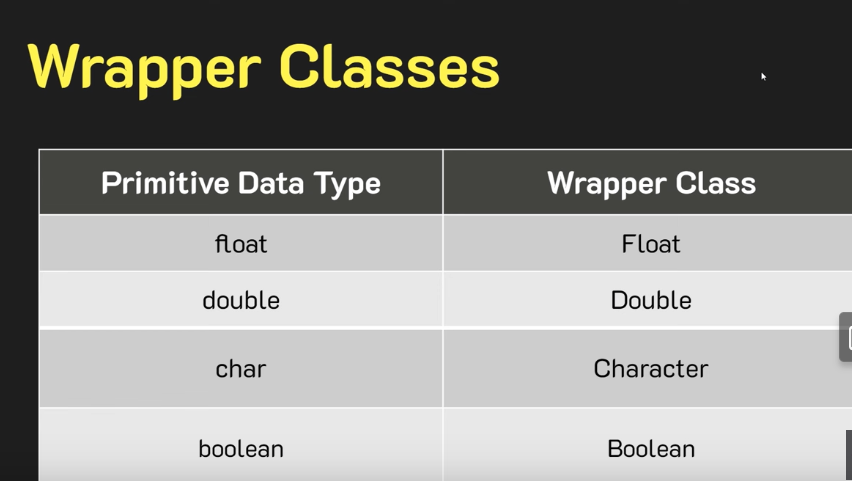 Wrapper Classes
Primitive Data Type Wrapper Class
float Float
double Double
char Character
boolean Boolean